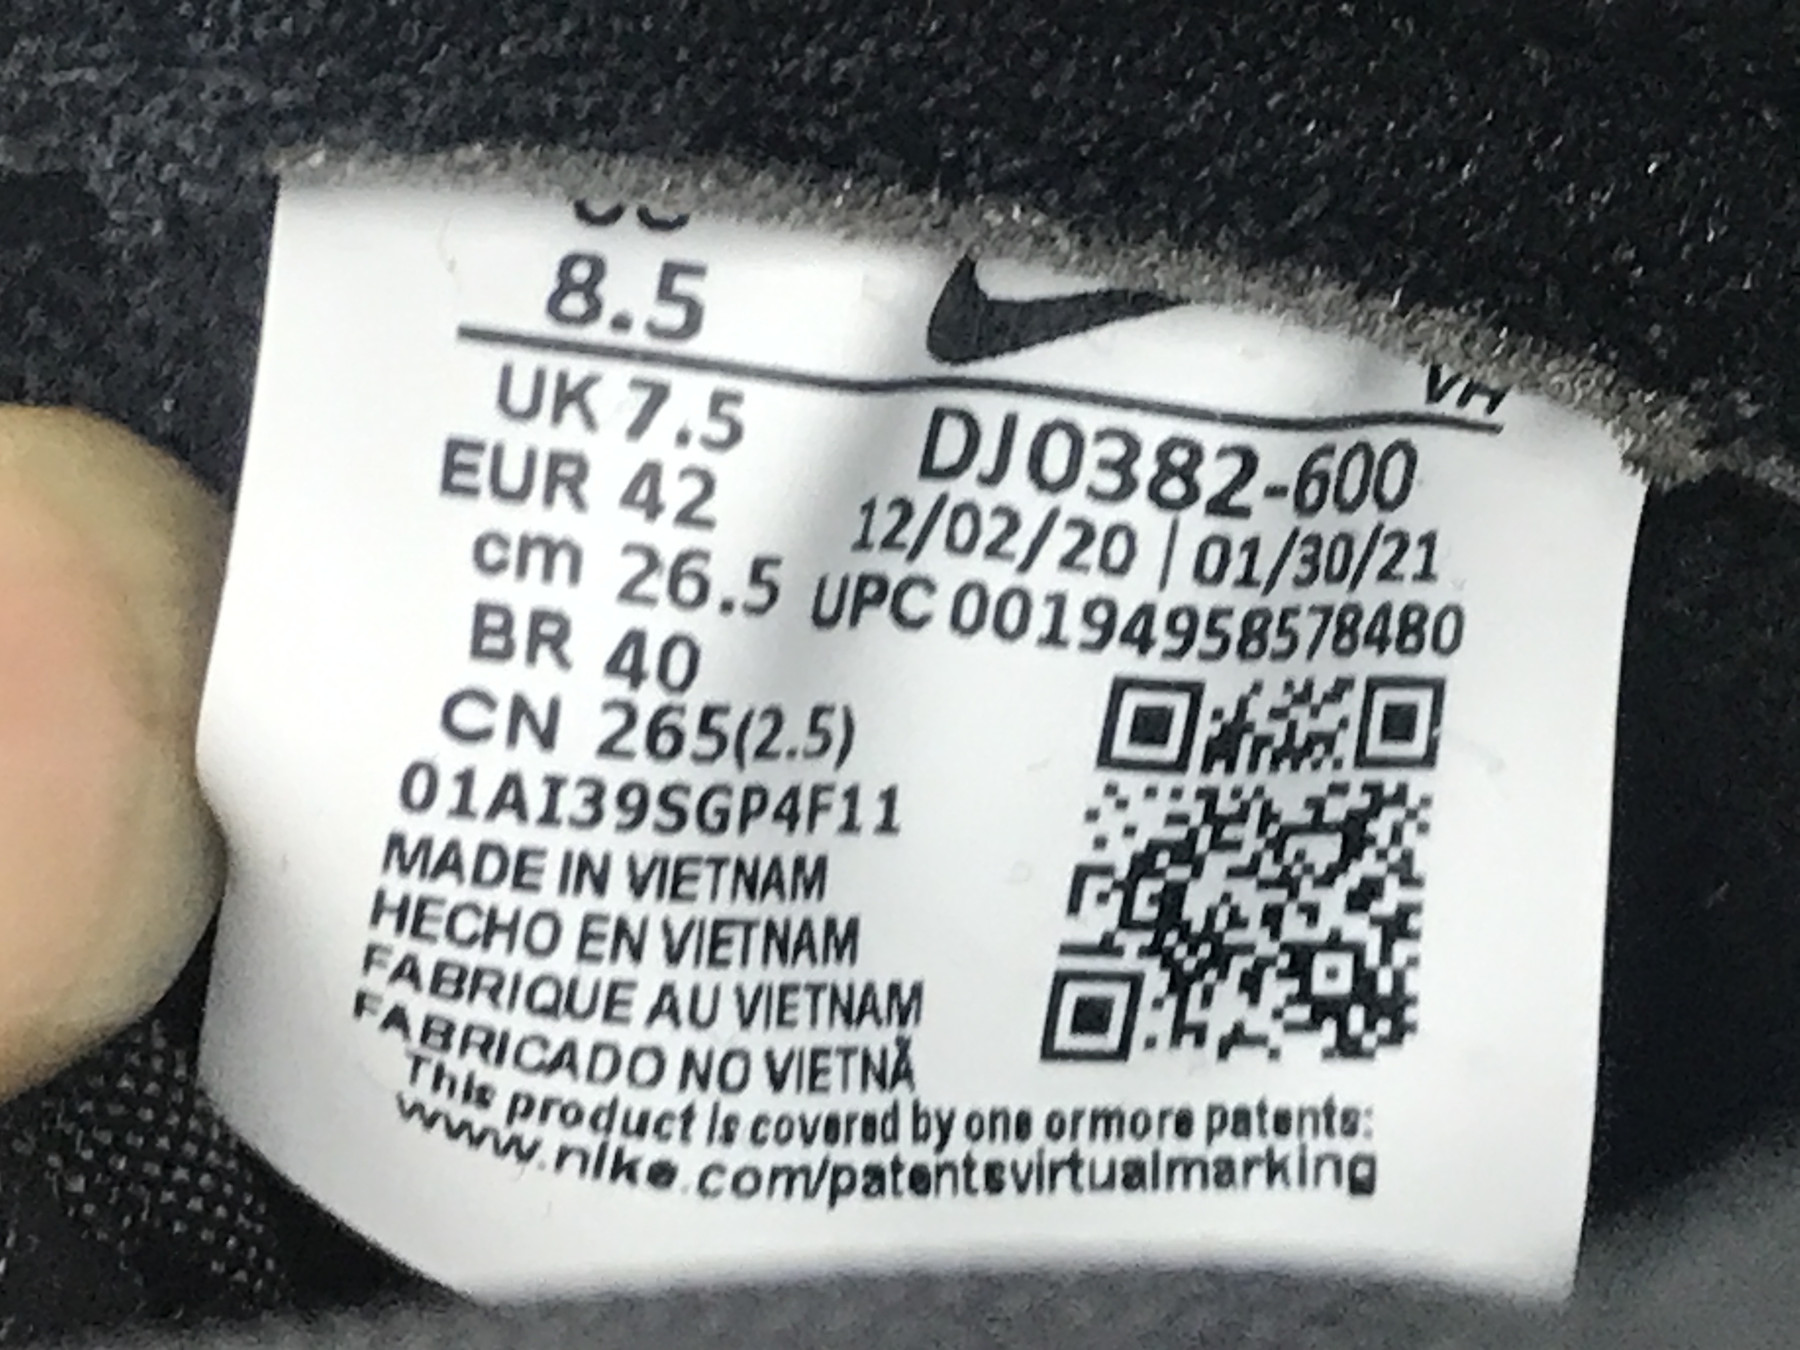 8.5
VH
UK 7.5
EUR 42
cm 26.5
BR 40
CN 265(2.5)
DJ0382-600
12/02/20 | 01/30/21
UPC 00194958578480
01AI39SGP4F11
MADE IN VIETNAM
HECHO EN VIETNAM
FABRIQUE AU VIETNAM
FABRICADO NO VIETNÃ
This product is covered by one ormore patents:
www.nike.com/patentsvirtualmarking